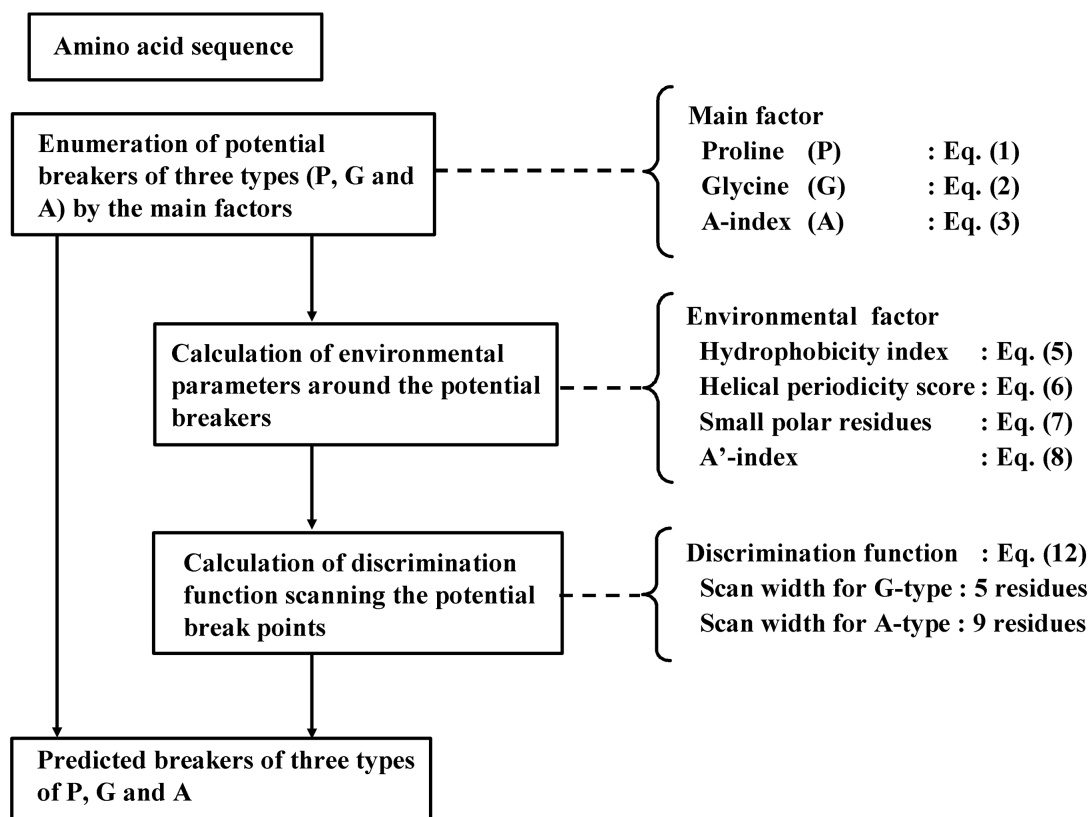 Amino acid sequence
Enumeration of potential
breakers of three types (P, G and
A) by the main factors
Main factor
Proline (P) : Eq. (1)
Glycine (G) : Eq. (2)
A-index (A) : Eq. (3)
Calculation of environmental
parameters around the potential
breakers
Environmental factor
Hydrophobicity index : Eq. (5)
Helical periodicity score : Eq. (6)
Small polar residues : Eq. (7)
A’-index : Eq. (8)
Calculation of discrimination
function scanning the potential
break points
Discrimination function : Eq. (12)
Scan width for G-type : 5 residues
Scan width for A-type : 9 residues
Predicted breakers of three types
of P, G and A